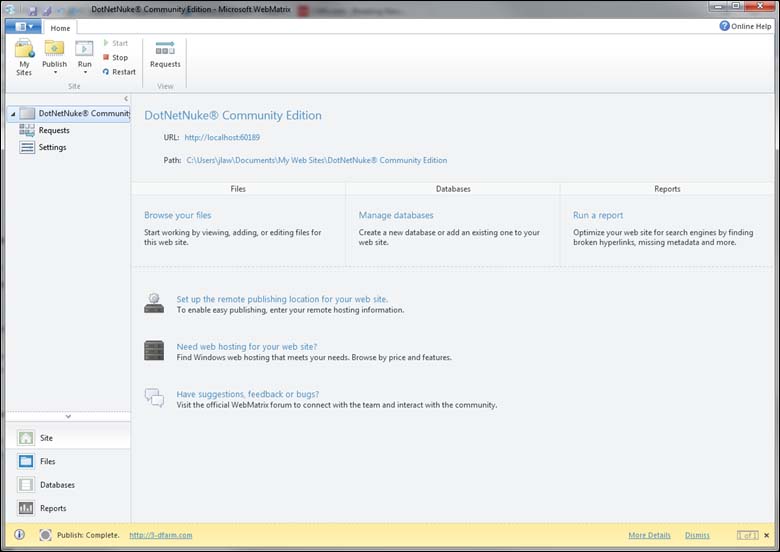 DotNetNuke® Community Edition - Microsoft WebMatrix
Home
Online Help
My Sites
Publish
Run
Start
Stop
Restart
Requests
Site
View
DotNetNuke® Community
Requests
Settings
DotNetNuke® Community Edition
URL: http://localhost:60189
Path: C:\Users\jlaw\Documents\My Web Sites\DotNetNuke® Community Edition
Files
Databases
Reports
Browse your files
Start working by viewing, adding, or editing files for
this web site.
Manage databases
Create a new database or add an existing one to your
web site.
Run a report
Optimize your web site for search engines by finding
broken hyperlinks, missing metadata and more.
Set up the remote publishing location for your web site.
To enable easy publishing, enter your remote hosting information.
Need web hosting for your web site?
Find Windows web hosting that meets your needs. Browse by price and features.
Have suggestions, feedback or bugs?
Visit the official WebMatrix forum to connect with the team and interact with the community.
Site
Files
Databases
Reports
Publish: Complete. http://3-dfarm.com
More Details
Dismiss
1 of 1